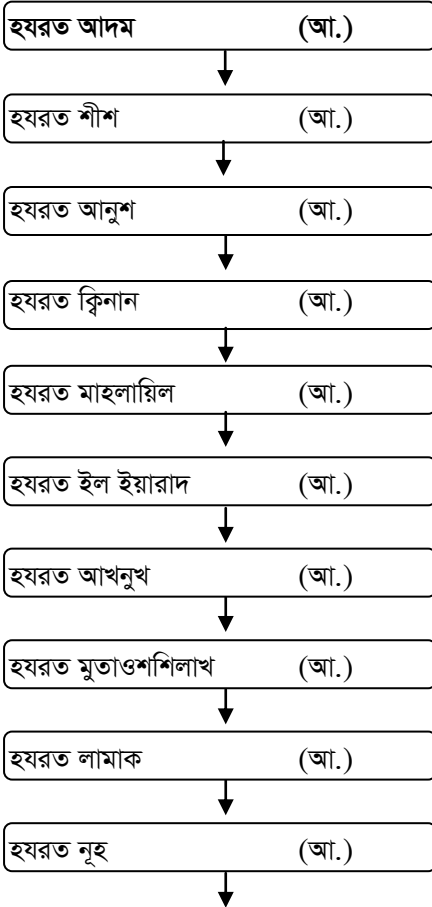 হযরত আদম (আ.)
হযরত শীশ (আ.)
হযরত আনুশ (আ.)
হযরত ক্বিনান (আ.)
হযরত মাহলায়িল (আ.)
হযরত ইল ইয়ারাদ (আ.)
হযরত আখনুখ (আ.)
হযরত মুতাওশশিলাখ (আ.)
হযরত লামাক (আ.)
হযরত নূহ (আ.)